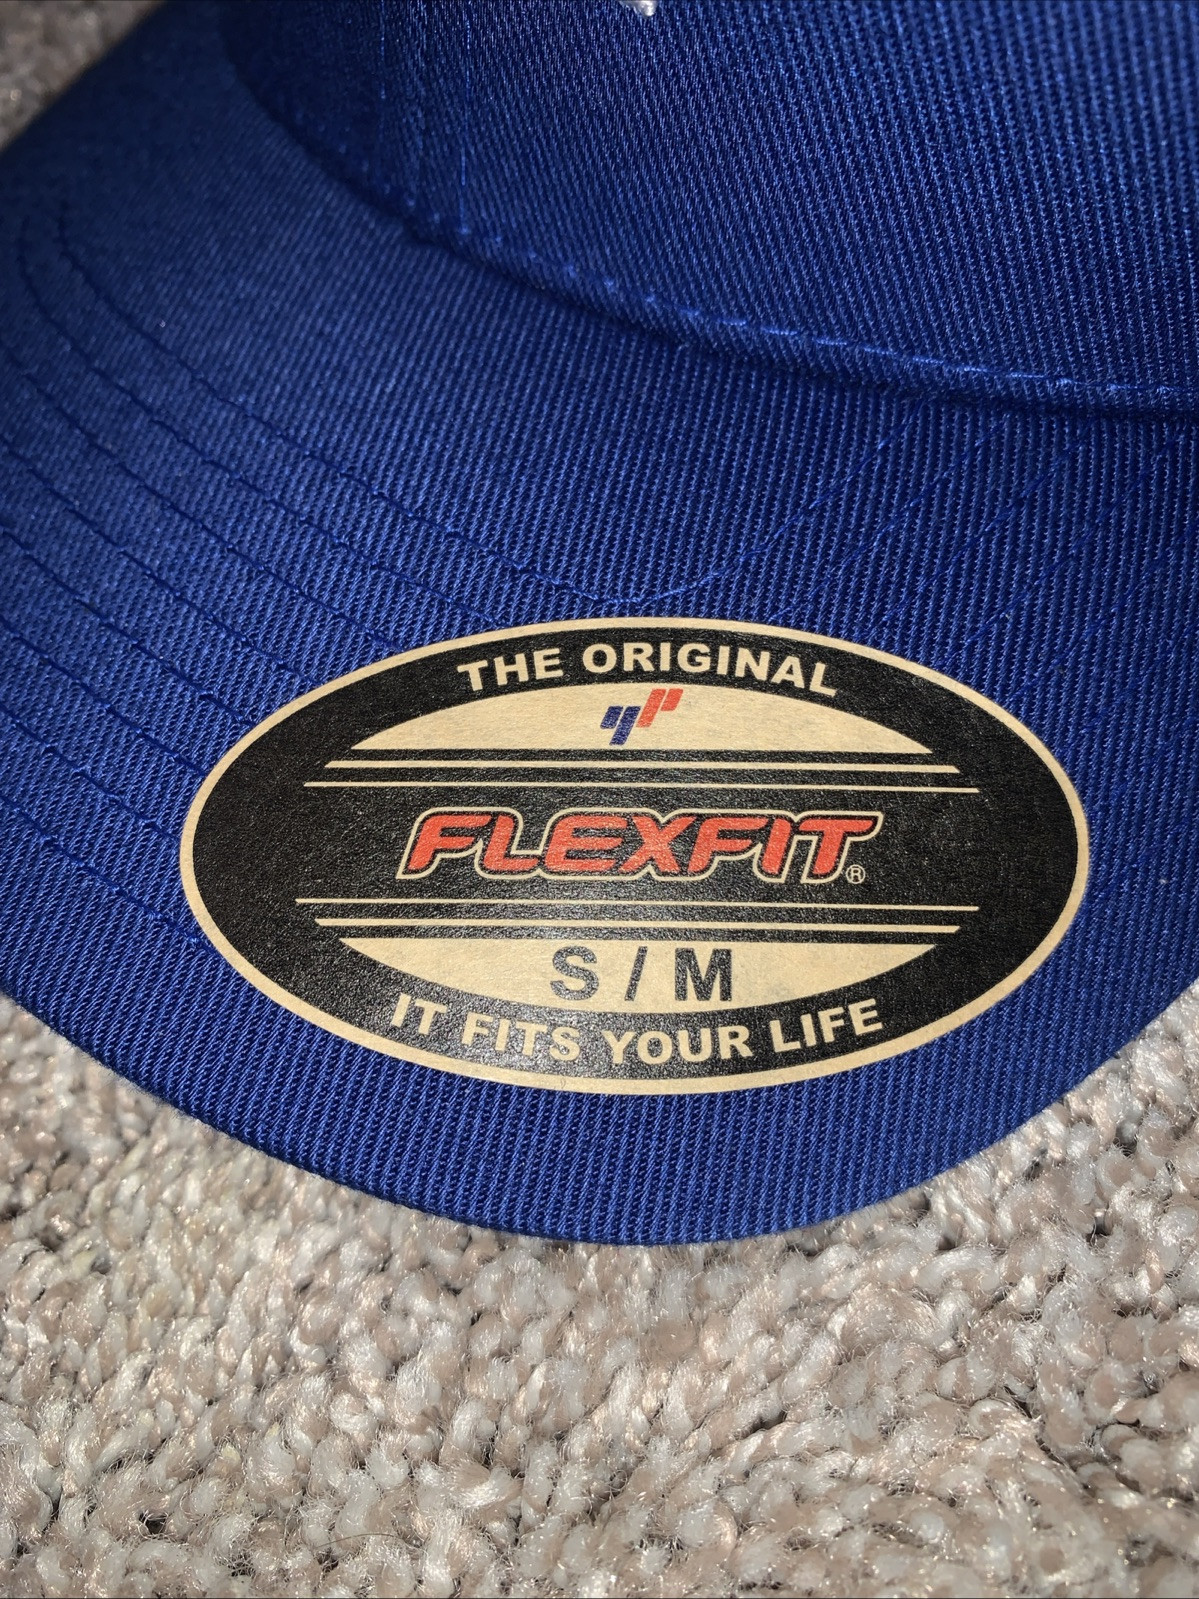 THE ORIGINAL
FLEXFIT®
S / M
IT FITS YOUR LIFE